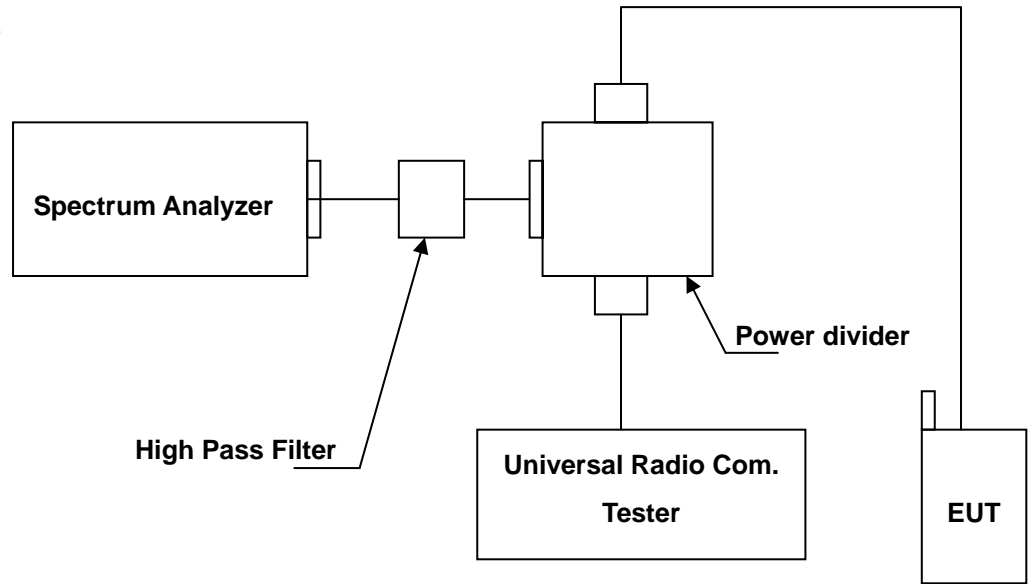 Spectrum Analyzer
Power divider
High Pass Filter
Universal Radio Com.
Tester
EUT